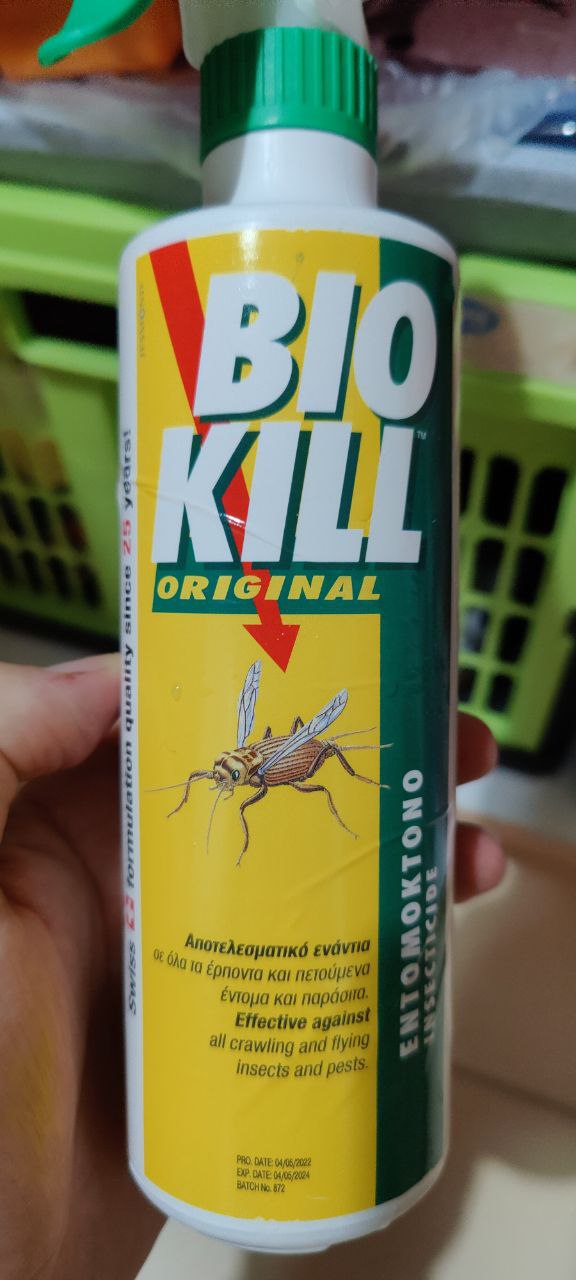 BIO
KILL™
ORIGINAL
Swiss formulation quality since 25 years!
ΕΝΤΟΜΟΚΤΟΝΟ
INSECTICIDE
Αποτελεσματικό ενάντια
σε όλα τα έρποντα και πετούμενα
έντομα και παράσιτα.
Effective against
all crawling and flying
insects and pests.
PRO. DATE: 04/05/2022
EXP. DATE: 04/05/2024
BATCH No. 872